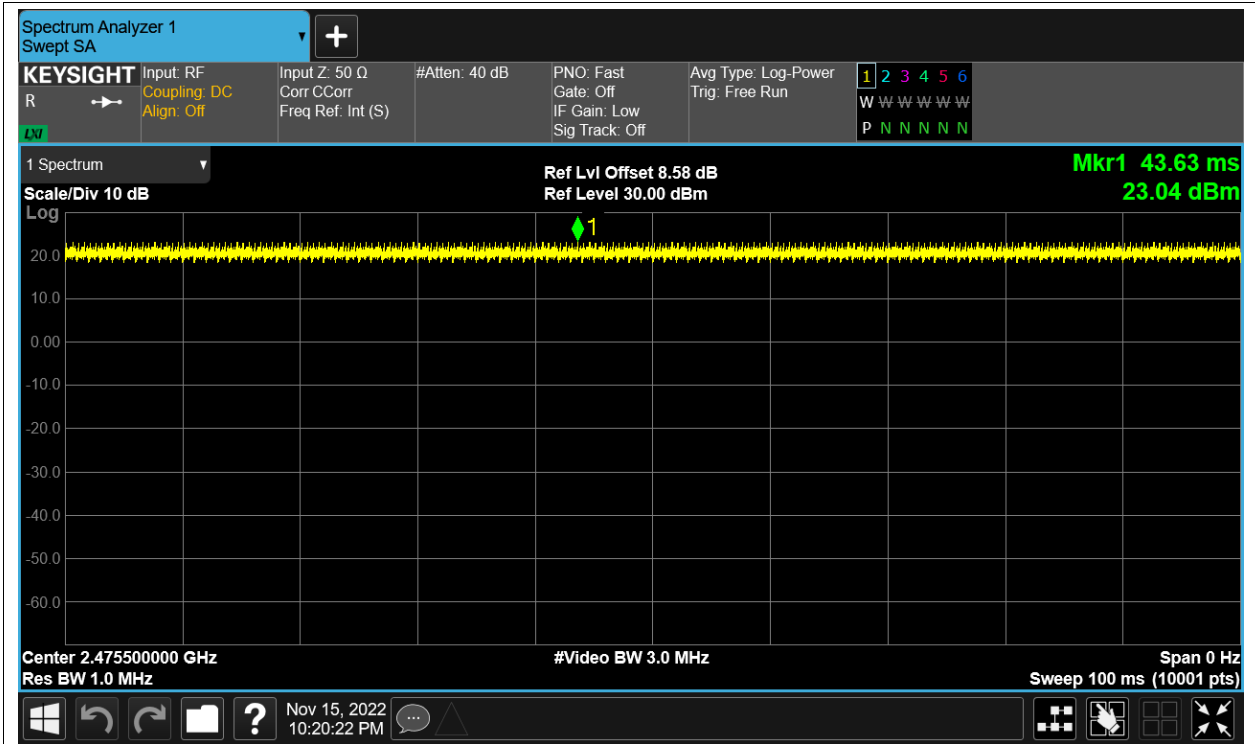 Spectrum Analyzer 1
Swept SA
KEYSIGHT
R
LXI
Input: RF
Coupling: DC
Align: Off
Input Z: 50 Ω
Corr CCorr
Freq Ref: Int (S)
#Atten: 40 dB
PNO: Fast
Gate: Off
IF Gain: Low
Sig Track: Off
Avg Type: Log-Power
Trig: Free Run
1 2 3 4 5 6
W W W W W W
P N N N N N
1 Spectrum
Scale/Div 10 dB
Ref Lvl Offset 8.58 dB
Ref Level 30.00 dBm
Mkr1 43.63 ms
23.04 dBm
Log
1
20.0
10.0
0.00
-10.0
-20.0
-30.0
-40.0
-50.0
-60.0
Center 2.475500000 GHz
#Video BW 3.0 MHz
Span 0 Hz
Res BW 1.0 MHz
Sweep 100 ms (10001 pts)
?
Nov 15, 2022
10:20:22 PM